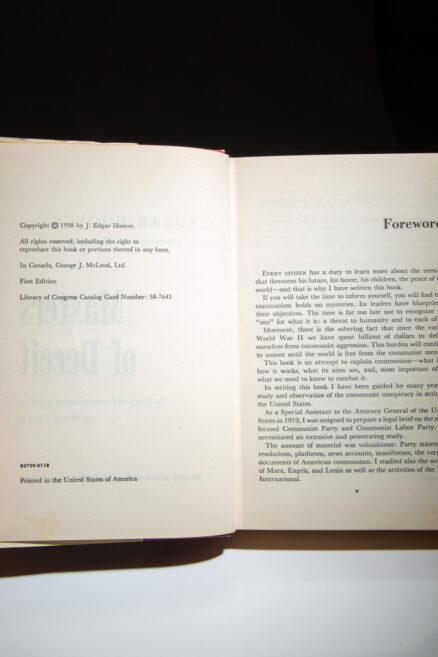 Copyright © 1958 by J. Edgar Hoover.
All rights reserved, including the right to
reproduce this book or portions thereof in any form.
In Canada, George J. McLeod, Ltd.
First Edition
Library of Congress Catalog Card Number: 58-7643
83739-0118
Printed in the United States of America
Foreword
EVERY CITIZEN has a duty to learn more about the mena
that threatens his future, his home, his children, the peace of
world—and that is why I have written this book.
If you will take the time to inform yourself, you will find th
communism holds no mysteries. Its leaders have blueprin
their objectives. The time is far too late not to recognize
"ism" for what it is: a threat to humanity and to each of
Moreover, there is the sobering fact that since the end
World War II we have spent billions of dollars to def
ourselves from communist aggression. This burden will conti
to mount until the world is free from the communist men
This book is an attempt to explain communism—what i
how it works, what its aims are, and, most important of
what we need to know to combat it.
In writing this book I have been guided by many year
study and observation of the communist conspiracy in action
the United States.
As a Special Assistant to the Attorney General of the Un
States in 1919, I was assigned to prepare a legal brief on the n
formed Communist Party and Communist Labor Party.
necessitated an extensive and penetrating study.
The amount of material was voluminous: Party statem
resolutions, platforms, news accounts, manifestoes, the very
documents of American communism. I studied also the wr
of Marx, Engels, and Lenin as well as the activities of the
International.
v